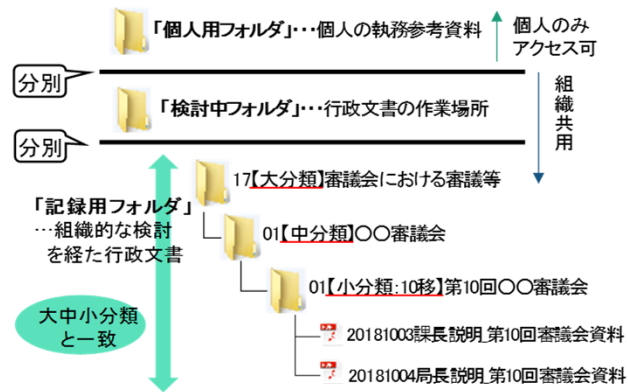 「個人用フォルダ」･･･個人の執務参考資料
個人のみ
アクセス可
分別
「検討中フォルダ」･･･行政文書の作業場所
組織共用
分別
17【大分類】審議会における審議等
「記録用フォルダ」
…組織的な検討
を経た行政文書
01【中分類】〇〇審議会
01【小分類:10移】第10回〇〇審議会
大中小分類
と一致
20181003課長説明_第10回審議会資料
20181004局長説明_第10回審議会資料